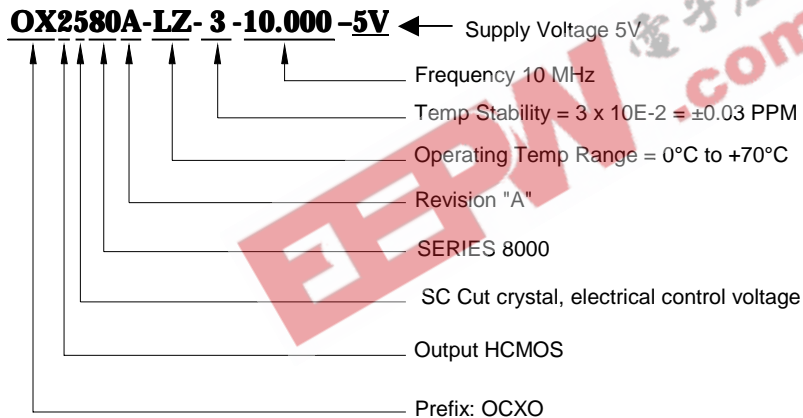 OX2580A-LZ- 3 -10.000 -5V
Supply Voltage 5V
Frequency 10 MHz
Temp Stability = 3 x 10E-2 = ±0.03 PPM
Operating Temp Range = 0°C to +70°C
Revision "A"
SERIES 8000
SC Cut crystal, electrical control voltage
Output HCMOS
Prefix: OCXO
EEPW
.com